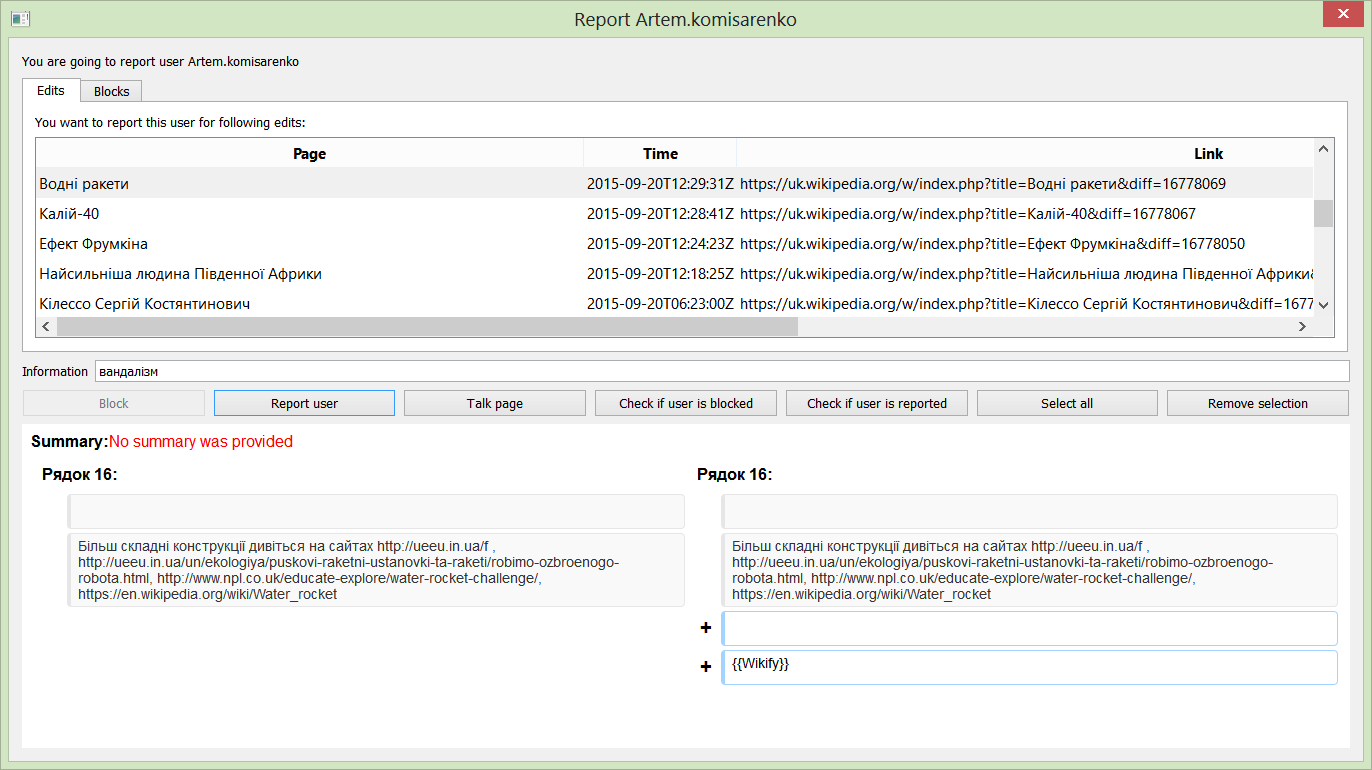 Report Artem.komisarenko
You are going to report user Artem.komisarenko
Edits Blocks
You want to report this user for following edits:
Page Time Link
Водні ракети 2015-09-20T12:29:31Z https://uk.wikipedia.org/w/index.php?title=Водні ракети&diff=16778069
Калій-40 2015-09-20T12:28:41Z https://uk.wikipedia.org/w/index.php?title=Калій-40&diff=16778067
Ефект Фрумкіна 2015-09-20T12:24:23Z https://uk.wikipedia.org/w/index.php?title=Ефект Фрумкіна&diff=16778050
Найсильніша людина Південної Африки 2015-09-20T12:18:25Z https://uk.wikipedia.org/w/index.php?title=Найсильніша людина Південної Африки&
Кілессо Сергій Костянтинович 2015-09-20T06:23:00Z https://uk.wikipedia.org/w/index.php?title=Кілессо Сергій Костянтинович&diff=1677
Information вандалізм
Block Report user Talk page Check if user is blocked Check if user is reported Select all Remove selection
Summary:No summary was provided
Рядок 16: Рядок 16:
Більш складні конструкції дивіться на сайтах http://ueeu.in.ua/f ,
http://ueeu.in.ua/un/ekologiya/puskovi-raketni-ustanovki-ta-raketi/robimo-ozbroenogo-
robota.html, http://www.npl.co.uk/educate-explore/water-rocket-challenge/,
https://en.wikipedia.org/wiki/Water_rocket
Більш складні конструкції дивіться на сайтах http://ueeu.in.ua/f ,
http://ueeu.in.ua/un/ekologiya/puskovi-raketni-ustanovki-ta-raketi/robimo-ozbroenogo-
robota.html, http://www.npl.co.uk/educate-explore/water-rocket-challenge/,
https://en.wikipedia.org/wiki/Water_rocket
+
+ {{Wikify}}